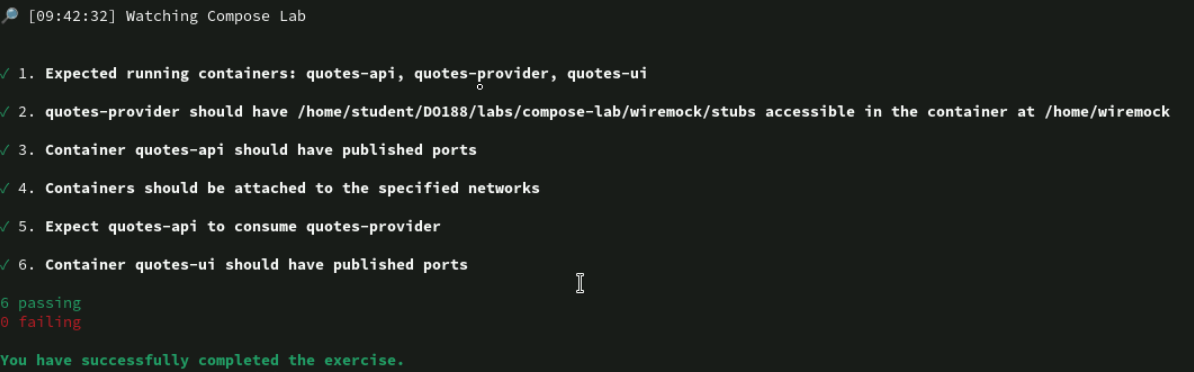 🔎 [09:42:32] Watching Compose Lab
✓ 1. Expected running containers: quotes-api, quotes-provider, quotes-ui
✓ 2. quotes-provider should have /home/student/DO188/labs/compose-lab/wiremock/stubs accessible in the container at /home/wiremock
✓ 3. Container quotes-api should have published ports
✓ 4. Containers should be attached to the specified networks
✓ 5. Expect quotes-api to consume quotes-provider
✓ 6. Container quotes-ui should have published ports
6 passing
0 failing
You have successfully completed the exercise.